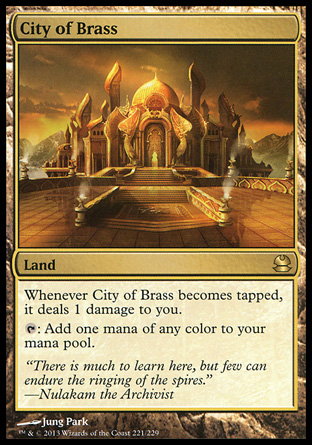 City of Brass
Land
Whenever City of Brass becomes tapped,
it deals 1 damage to you.
: Add one mana of any color to your
mana pool.
"There is much to learn here, but few can
endure the ringing of the spires."
—Nulakam the Archivist
Jung Park
™ & © 2013 Wizards of the Coast 221/229